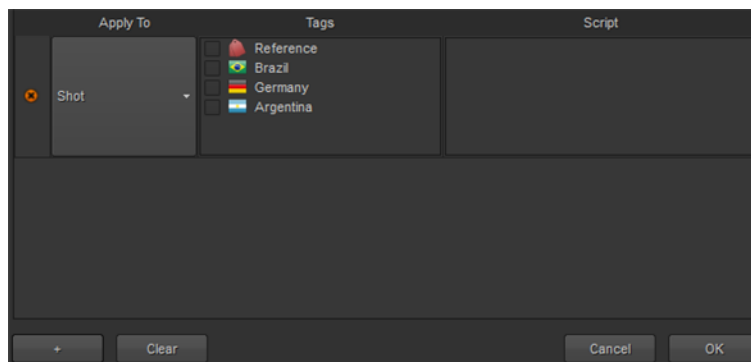 Apply To Tags Script
Shot
Reference
Brazil
Germany
Argentina
+ Clear Cancel OK